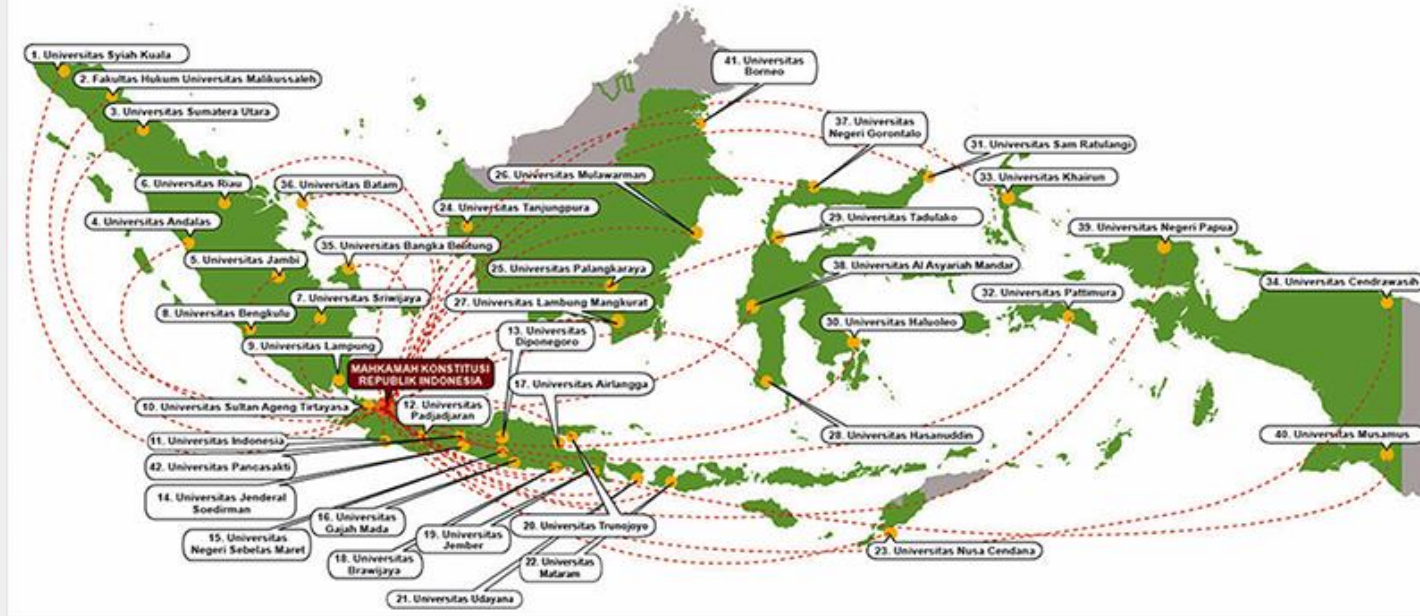 1. Universitas Syiah Kuala
2. Fakultas Hukum Universitas Malikussaleh
3. Universitas Sumatera Utara
41. Universitas
Borneo
37. Universitas
Negeri Gorontalo
31. Universitas Sam Ratulangi
6. Universitas Riau
36. Universitas Batam
26. Universitas Mulawarman
33. Universitas Khairun
4. Universitas Andalas
24. Universitas Tanjungpura
29. Universitas Tadulako
39. Universitas Negeri Papua
35. Universitas Bangka Belitung
5. Universitas Jambi
25. Universitas Palangkaraya
38. Universitas Al Asyariah Mandar
34. Universitas Cendrawasih
7. Universitas Sriwijaya
27. Universitas Lambung Mangkurat
32. Universitas Pattimura
8. Universitas Bengkulu
13. Universitas
Diponegoro
30. Universitas Haluoleo
9. Universitas Lampung
MAHKAMAH KONSTITUSI
REPUBLIK INDONESIA
17. Universitas Airlangga
10. Universitas Sultan Ageng Tirtayasa
12. Universitas
Padjadjaran
11. Universitas Indonesia
28. Universitas Hasanuddin
40. Universitas Musamus
42. Universitas Pancasakti
14. Universitas Jenderal
Soedirman
16. Universitas
Gajah Mada
20. Universitas Trunojoyo
15. Universitas
Negeri Sebelas Maret
19. Universitas
Jember
23. Universitas Nusa Cendana
18. Universitas
Brawijaya
22. Universitas
Mataram
21. Universitas Udayana